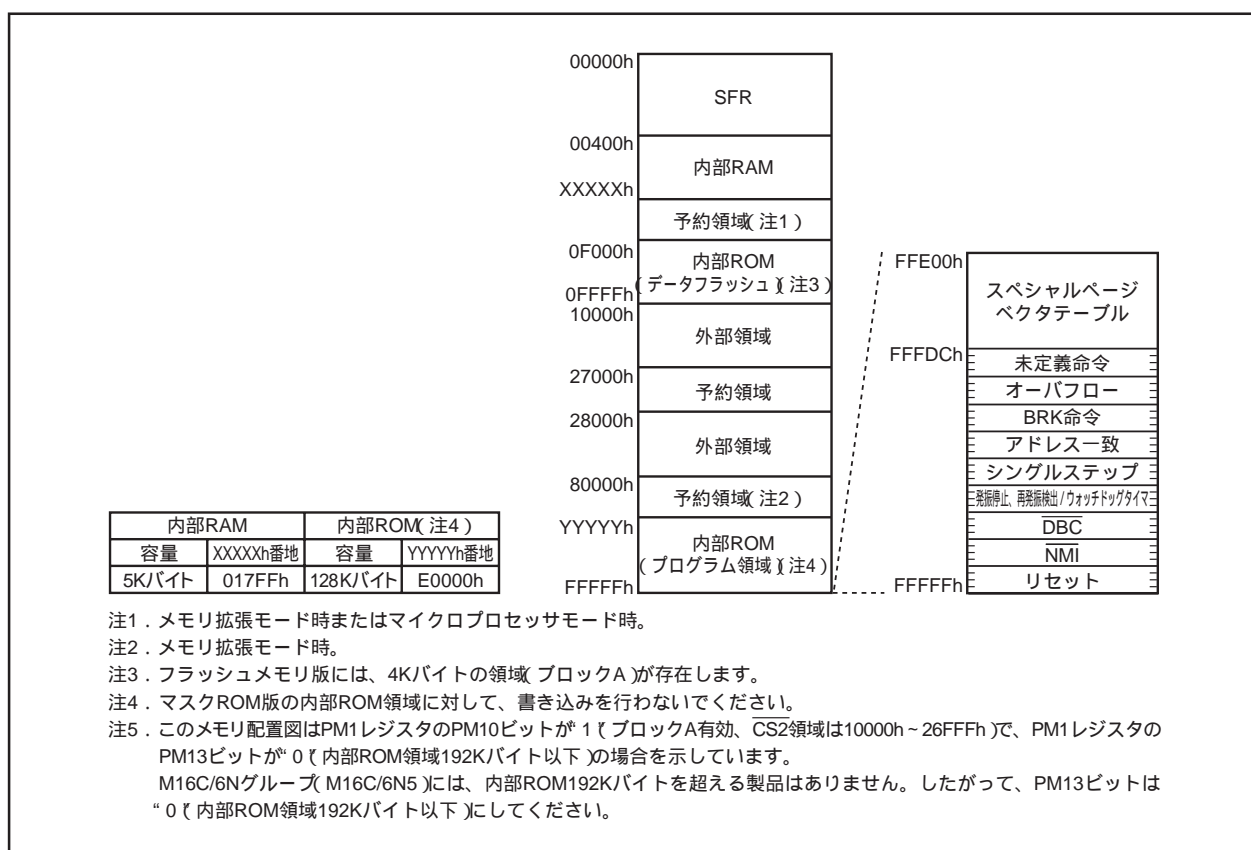 00000h
SFR
00400h
内部RAM
XXXXXh
予約領域(注1)
0F000h
内部ROM
(データフラッシュ)(注3)
0FFFFh
10000h
外部領域
27000h
予約領域
28000h
外部領域
80000h
予約領域(注2)
YYYYYh
内部ROM
(プログラム領域)(注4)
FFFFFh
FFE00h
スペシャルページ
ベクタテーブル
FFFDCh
未定義命令
オーバフロー
BRK命令
アドレス一致
シングルステップ
発振停止、再発振検出/ウォッチドッグタイマ
DBC
NMI
リセット
FFFFFh
内部RAM 内部ROM(注4)
容量 XXXXXh番地 容量 YYYYYh番地
5Kバイト 017FFh 128Kバイト E0000h
注1.メモリ拡張モード時またはマイクロプロセッサモード時。
注2.メモリ拡張モード時。
注3.フラッシュメモリ版には、4Kバイトの領域(ブロックA)が存在します。
注4.マスクROM版の内部ROM領域に対して、書き込みを行わないでください。
注5.このメモリ配置図はPM1レジスタのPM10ビットが“1”(ブロックA有効、CS2領域は10000h~26FFFh)で、PM1レジスタの
PM13ビットが“0”(内部ROM領域192Kバイト以下)の場合を示しています。
M16C/6Nグループ(M16C/6N5)には、内部ROM192Kバイトを超える製品はありません。したがって、PM13ビットは
“0”(内部ROM領域192Kバイト以下)にしてください。